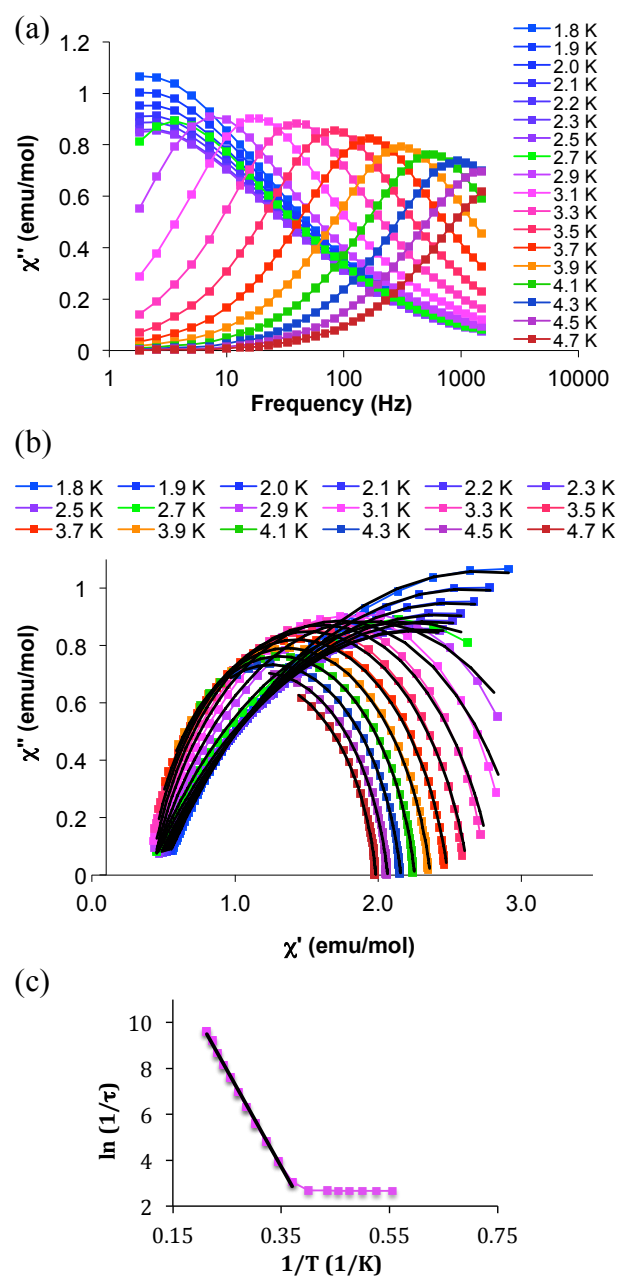 (a)
1.2
1
0.8
0.6
0.4
0.2
0
χ'' (emu/mol)
1 10 100 1000 10000
Frequency (Hz)
1.8 K
1.9 K
2.0 K
2.1 K
2.2 K
2.3 K
2.5 K
2.7 K
2.9 K
3.1 K
3.3 K
3.5 K
3.7 K
3.9 K
4.1 K
4.3 K
4.5 K
4.7 K
(b)
1.8 K 1.9 K 2.0 K 2.1 K 2.2 K 2.3 K
2.5 K 2.7 K 2.9 K 3.1 K 3.3 K 3.5 K
3.7 K 3.9 K 4.1 K 4.3 K 4.5 K 4.7 K
1
0.8
0.6
0.4
0.2
0
χ'' (emu/mol)
0.0 1.0 2.0 3.0
χ' (emu/mol)
(c)
10
8
6
4
2
ln (1/τ)
0.15 0.35 0.55 0.75
1/T (1/K)